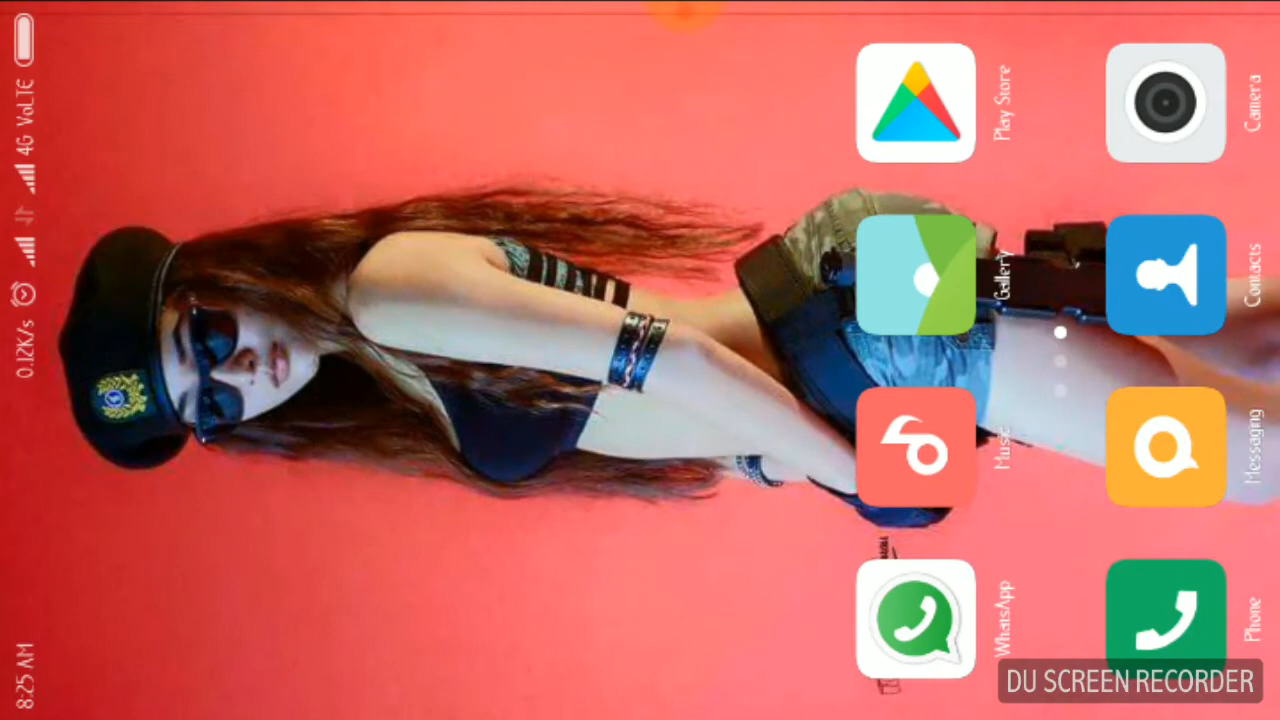 8:25 AM
0.12K/s
4G VoLTE
WhatsApp
Music
Gallery
Play Store
Phone
Messaging
Contacts
Camera
DU SCREEN RECORDER